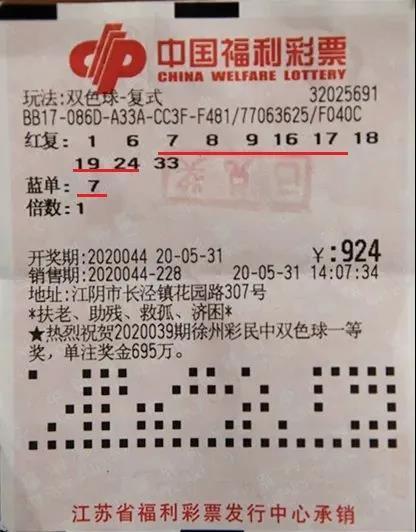 中国福利彩票
CHINA WELFARE LOTTERY
玩法:双色球-复式 32025691
BB17-086D-A33A-CC3F-F481/77063625/F040C
红复: 1 6 7 8 9 16 17 18
19 24 33
蓝单: 7
倍数:1
已兑奖
开奖期:2020044 20-05-31 ¥:924
销售期:2020044-228 20-05-31 14:07:34
地址:江阴市长泾镇花园路307号
*扶老、助残、救孤、济困*
★热烈祝贺2020039期徐州彩民中双色球一等
奖，单注奖金695万。
江苏省福利彩票发行中心承销